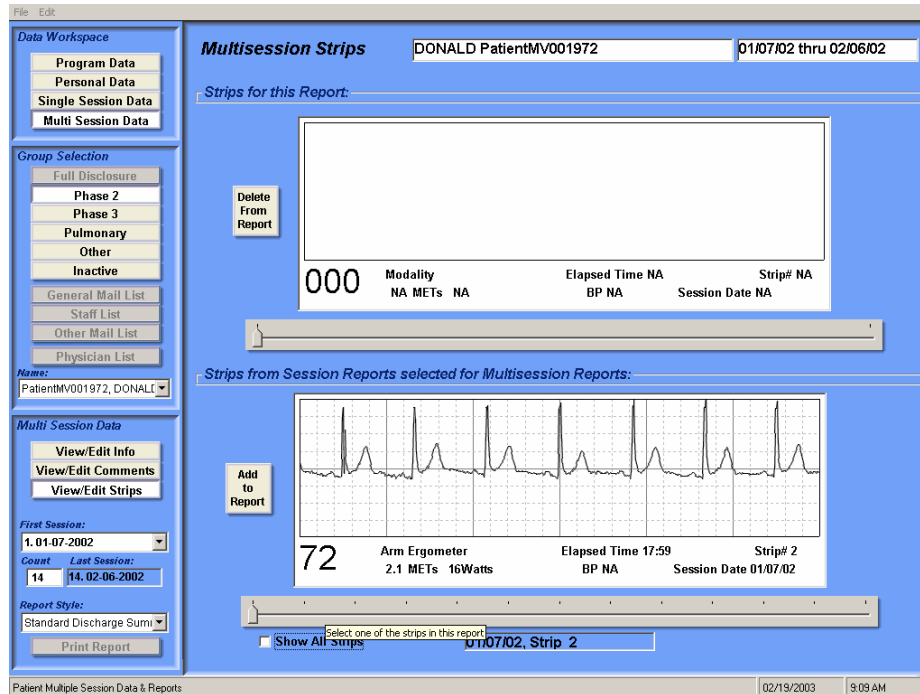 File Edit
Data Workspace
Program Data
Personal Data
Single Session Data
Multi Session Data
Group Selection
Full Disclosure
Phase 2
Phase 3
Pulmonary
Other
Inactive
General Mail List
Staff List
Other Mail List
Physician List
Name:
PatientMV001972, DONALD
Multi Session Data
View/Edit Info
View/Edit Comments
View/Edit Strips
First Session:
1. 01-07-2002
Count Last Session:
14 14. 02-06-2002
Report Style:
Standard Discharge Sum
Print Report
Multisession Strips DONALD PatientMV001972 01/07/02 thru 02/06/02
Strips for this Report:
Delete
From
Report
000 Modality Elapsed Time NA Strip# NA
NA METs NA BP NA Session Date NA
Strips from Session Reports selected for Multisession Reports:
Add
to
Report
72 Arm Ergometer Elapsed Time 17:59 Strip# 2
2.1 METs 16Watts BP NA Session Date 01/07/02
Select one of the strips in this report
Show All Strips 01/07/02, Strip 2
Patient Multiple Session Data & Reports 02/19/2003 9:09 AM